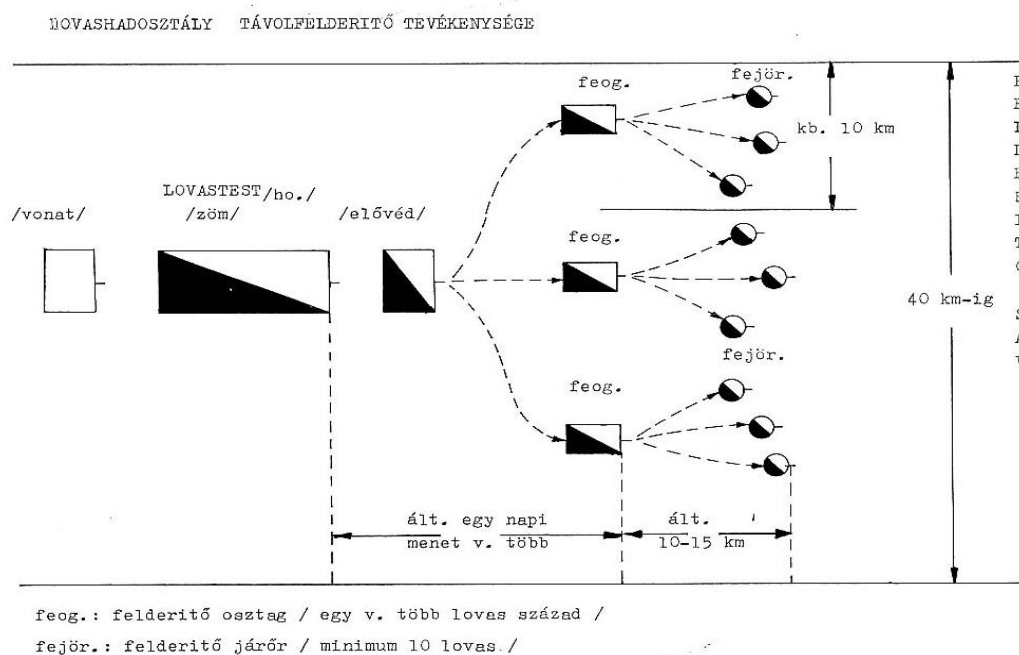 LOVASHADOSZTÁLY TÁVOLFELDERITŐ TEVÉKENYSÉGE
feog.
fejör.
kb. 10 km
LOVASTEST/ho./
/vonat/
/zöm/
/elővéd/
feog.
40 km-ig
fejör.
feog.
ált. egy napi
menet v. több
ált.
10-15 km
feog.: felderitő osztag / egy v. több lovas század /
fejör.: felderitő járőr / minimum 10 lovas /